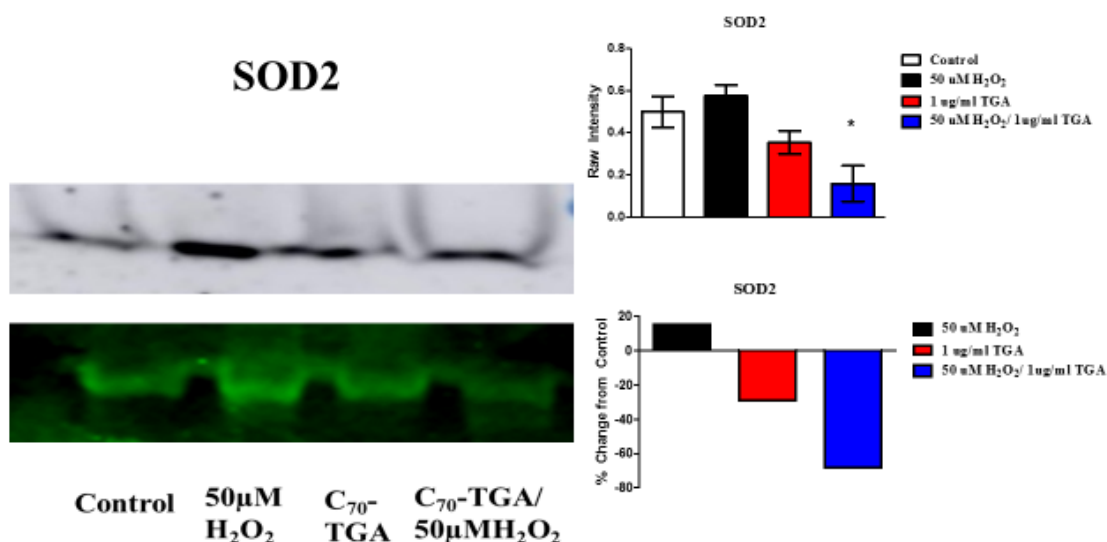 SOD2
Control
50μM
H₂O₂
C₇₀-
TGA
C₇₀-TGA/
50μMH₂O₂
SOD2
Raw Intensity
0.8
0.6
0.4
0.2
0.0
*
Control
50 uM H₂O₂
1 ug/ml TGA
50 uM H₂O₂/ 1ug/ml TGA
SOD2
% Change from Control
20
0
-20
-40
-60
-80
50 uM H₂O₂
1 ug/ml TGA
50 uM H₂O₂/ 1ug/ml TGA